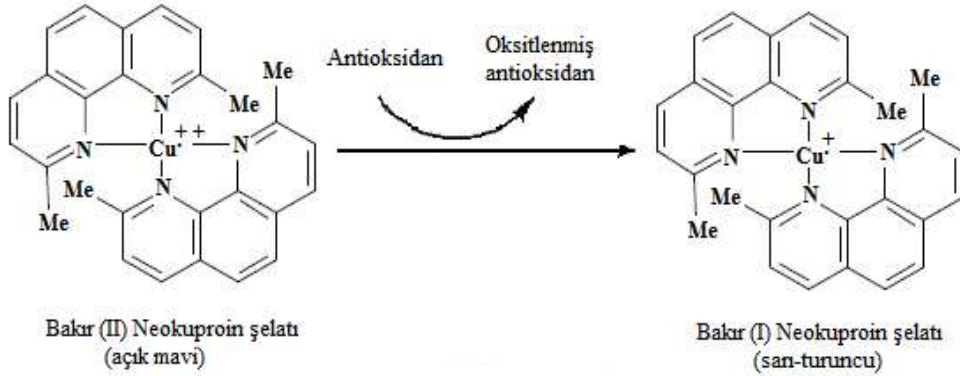 Antioksidan
Oksitlenmiş
antioksidan
Me
Me
N
N
Cu
++
N
N
Me
Me
Bakır (II) Neokuproin şelatı
(açık mavi)
Me
Me
N
N
Cu
+
N
N
Me
Me
Bakır (I) Neokuproin şelatı
(sarı-turuncu)